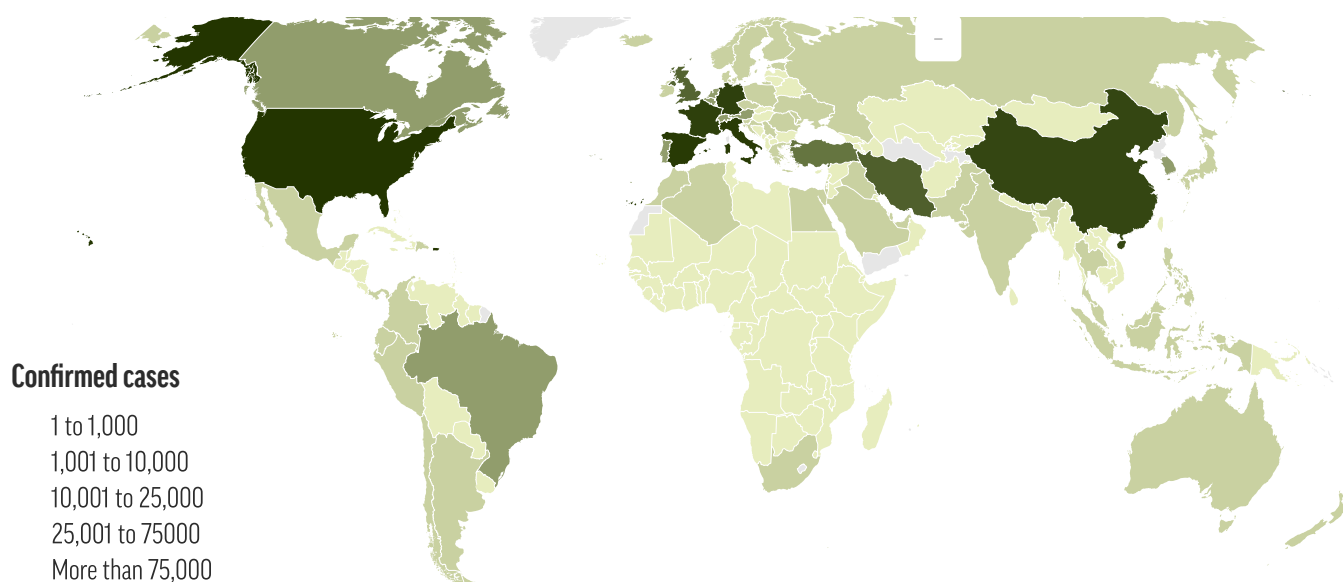 Confirmed cases
1 to 1,000
1,001 to 10,000
10,001 to 25,000
25,001 to 75000
More than 75,000